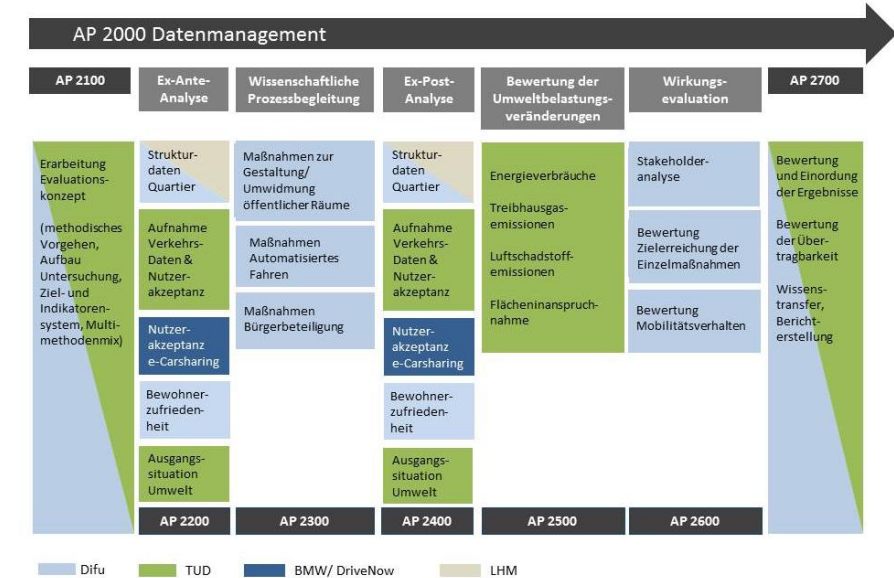 AP 2000 Datenmanagement
AP 2100
Ex-Ante-
Analyse
Wissenschaftliche
Prozessbegleitung
Ex-Post-
Analyse
Bewertung der
Umweltbelastungs-
veränderungen
Wirkungs-
evaluation
AP 2700
Erarbeitung
Evaluations-
konzept
(methodisches
Vorgehen,
Aufbau
Untersuchung,
Ziel- und
Indikatoren-
system, Multi-
methodenmix)
Struktur-
daten
Quartier
Aufnahme
Verkehrs-
Daten &
Nutzer-
akzeptanz
Nutzer-
akzeptanz
e-Carsharing
Bewohner-
zufrieden-
heit
Ausgangs-
situation
Umwelt
AP 2200
Maßnahmen zur
Gestaltung/
Umwidmung
öffentlicher Räume
Maßnahmen
Automatisiertes
Fahren
Maßnahmen
Bürgerbeteiligung
AP 2300
Struktur-
daten
Quartier
Aufnahme
Verkehrs-
Daten &
Nutzer-
akzeptanz
Nutzer-
akzeptanz
e-Carsharing
Bewohner-
zufrieden-
heit
Ausgangs-
situation
Umwelt
AP 2400
Energieverbräuche
Treibhausgas-
emissionen
Luftschadstoff-
emissionen
Flächeninanspruch-
nahme
AP 2500
Stakeholder-
analyse
Bewertung
Zielerreichung der
Einzelmaßnahmen
Bewertung
Mobilitätsverhalten
AP 2600
Bewertung
und Einordung
der Ergebnisse
Bewertung
der Über-
tragbarkeit
Wissens-
transfer,
Bericht-
erstellung
Difu
TUD
BMW/ DriveNow
LHM